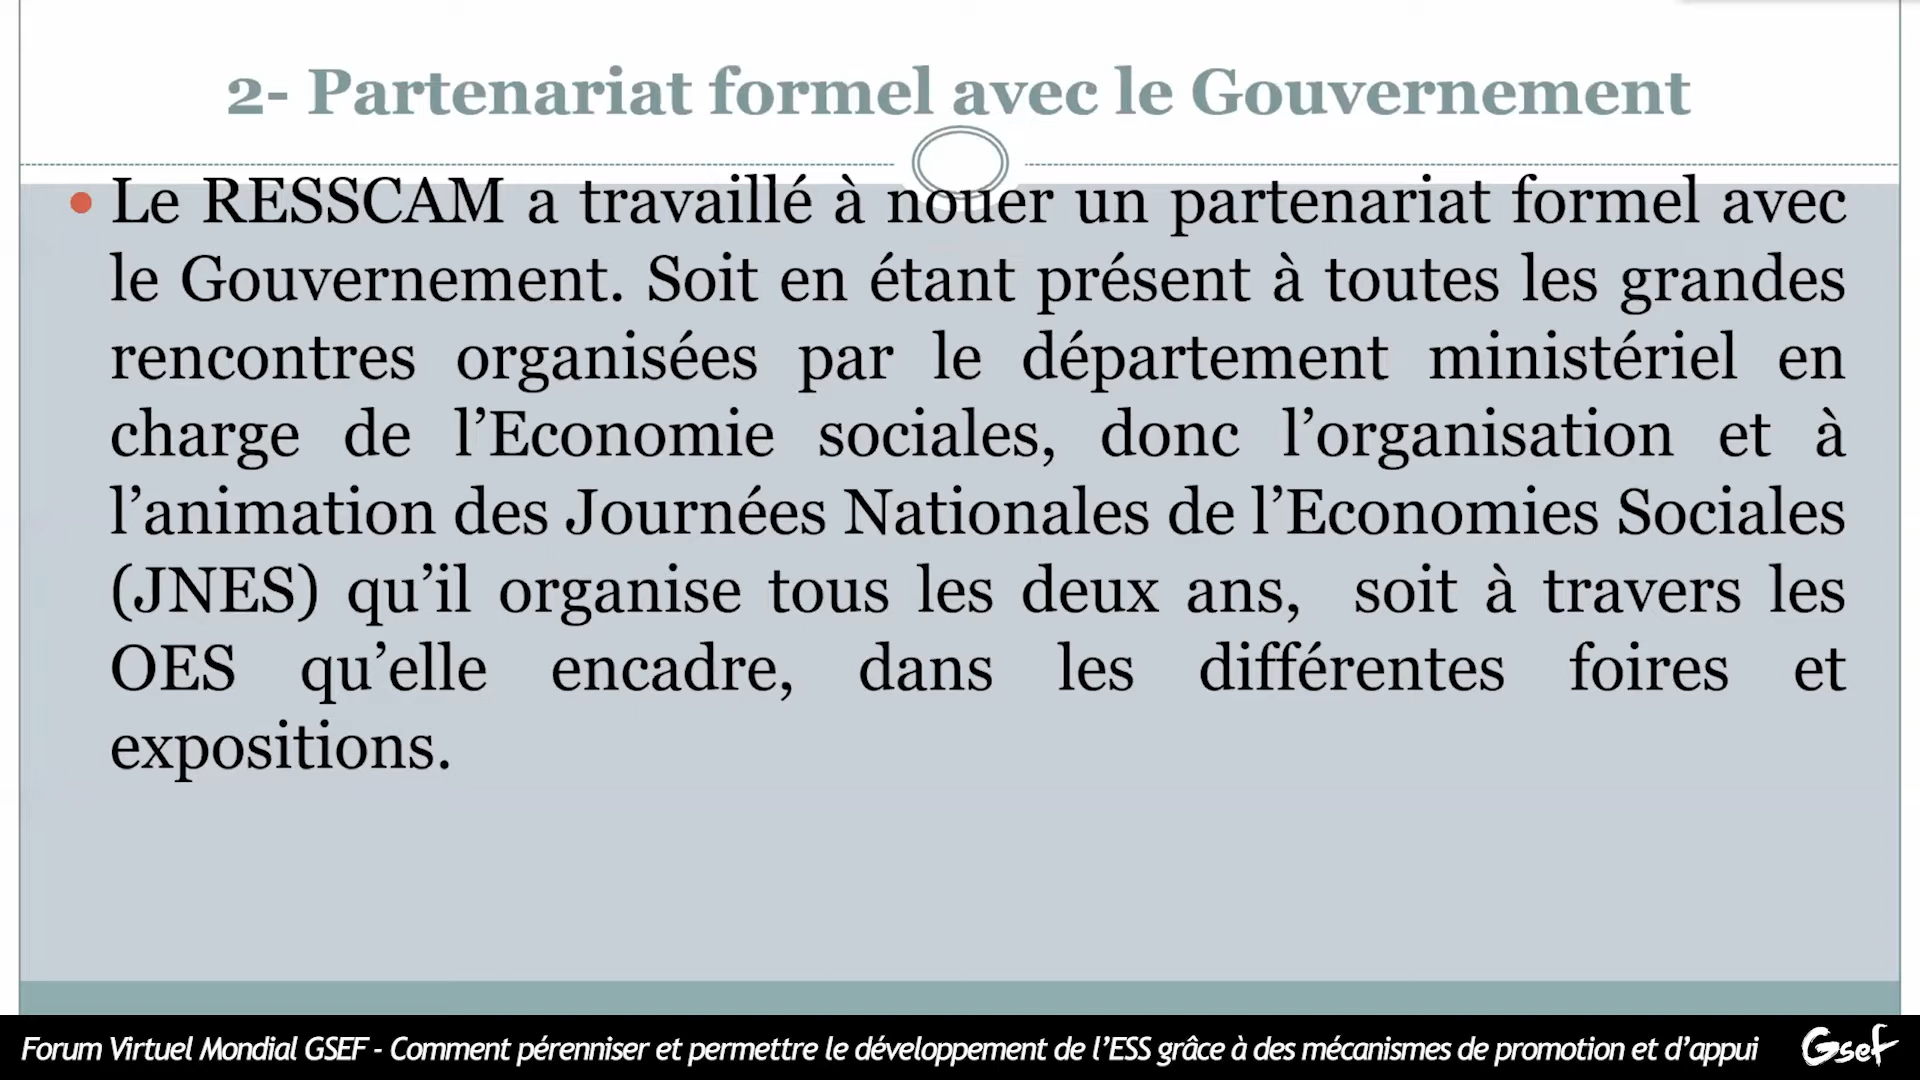 2- Partenariat formel avec le Gouvernement
• Le RESSCAM a travaillé à nouer un partenariat formel avec
le Gouvernement. Soit en étant présent à toutes les grandes
rencontres organisées par le département ministériel en
charge de l’Economie sociales, donc l’organisation et à
l’animation des Journées Nationales de l’Economies Sociales
(JNES) qu’il organise tous les deux ans, soit à travers les
OES qu’elle encadre, dans les différentes foires et
expositions.
Forum Virtuel Mondial GSEF - Comment pérenniser et permettre le développement de l’ESS grâce à des mécanismes de promotion et d’appui
Gsef